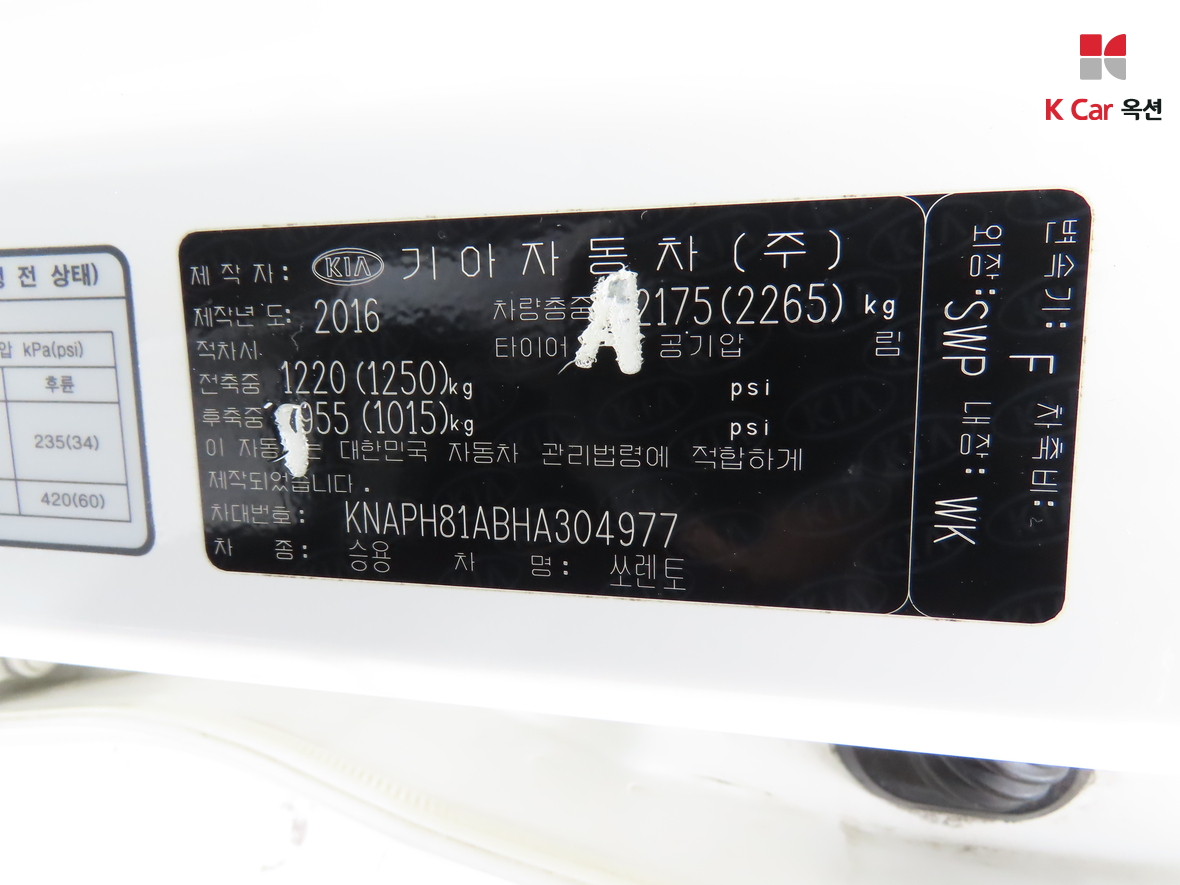 K Car 옥션
전 상태)
압 kPa(psi)
후륜
235(34)
420(60)
제작자: KIA 기아자동차(주)
제작년도: 2016 차량총중 2175(2265) kg
적차시 타이어 공기압 림
전축중 1220 (1250)kg psi
후축중 955 (1015)kg psi
이 대한민국 자동차 관리법령에 적합하게
제작되었습니다.
차대번호: KNAPH81ABHA304977
차 종: 승용 차 명: 쏘렌토
변속기: F 차축비:
외장:SWP 내장: WK